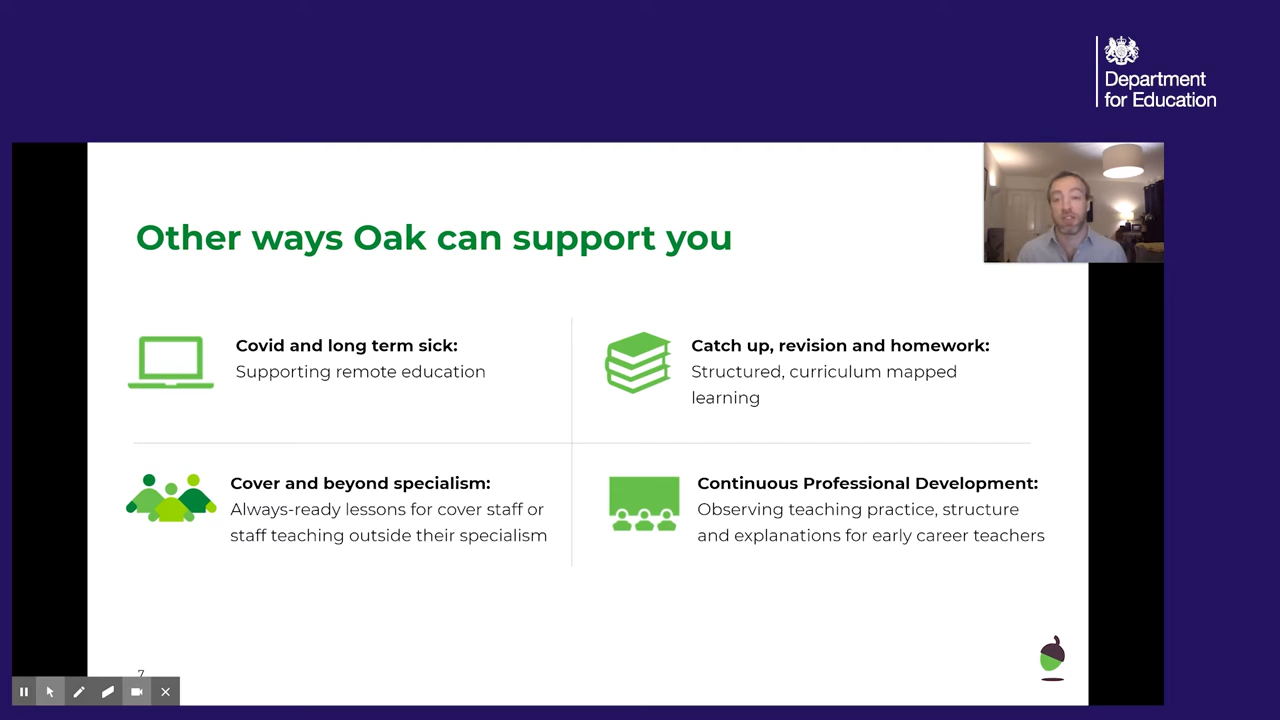 Department
for Education
Other ways Oak can support you
Covid and long term sick:
Supporting remote education
Catch up, revision and homework:
Structured, curriculum mapped
learning
Cover and beyond specialism:
Always-ready lessons for cover staff or
staff teaching outside their specialism
Continuous Professional Development:
Observing teaching practice, structure
and explanations for early career teachers
7